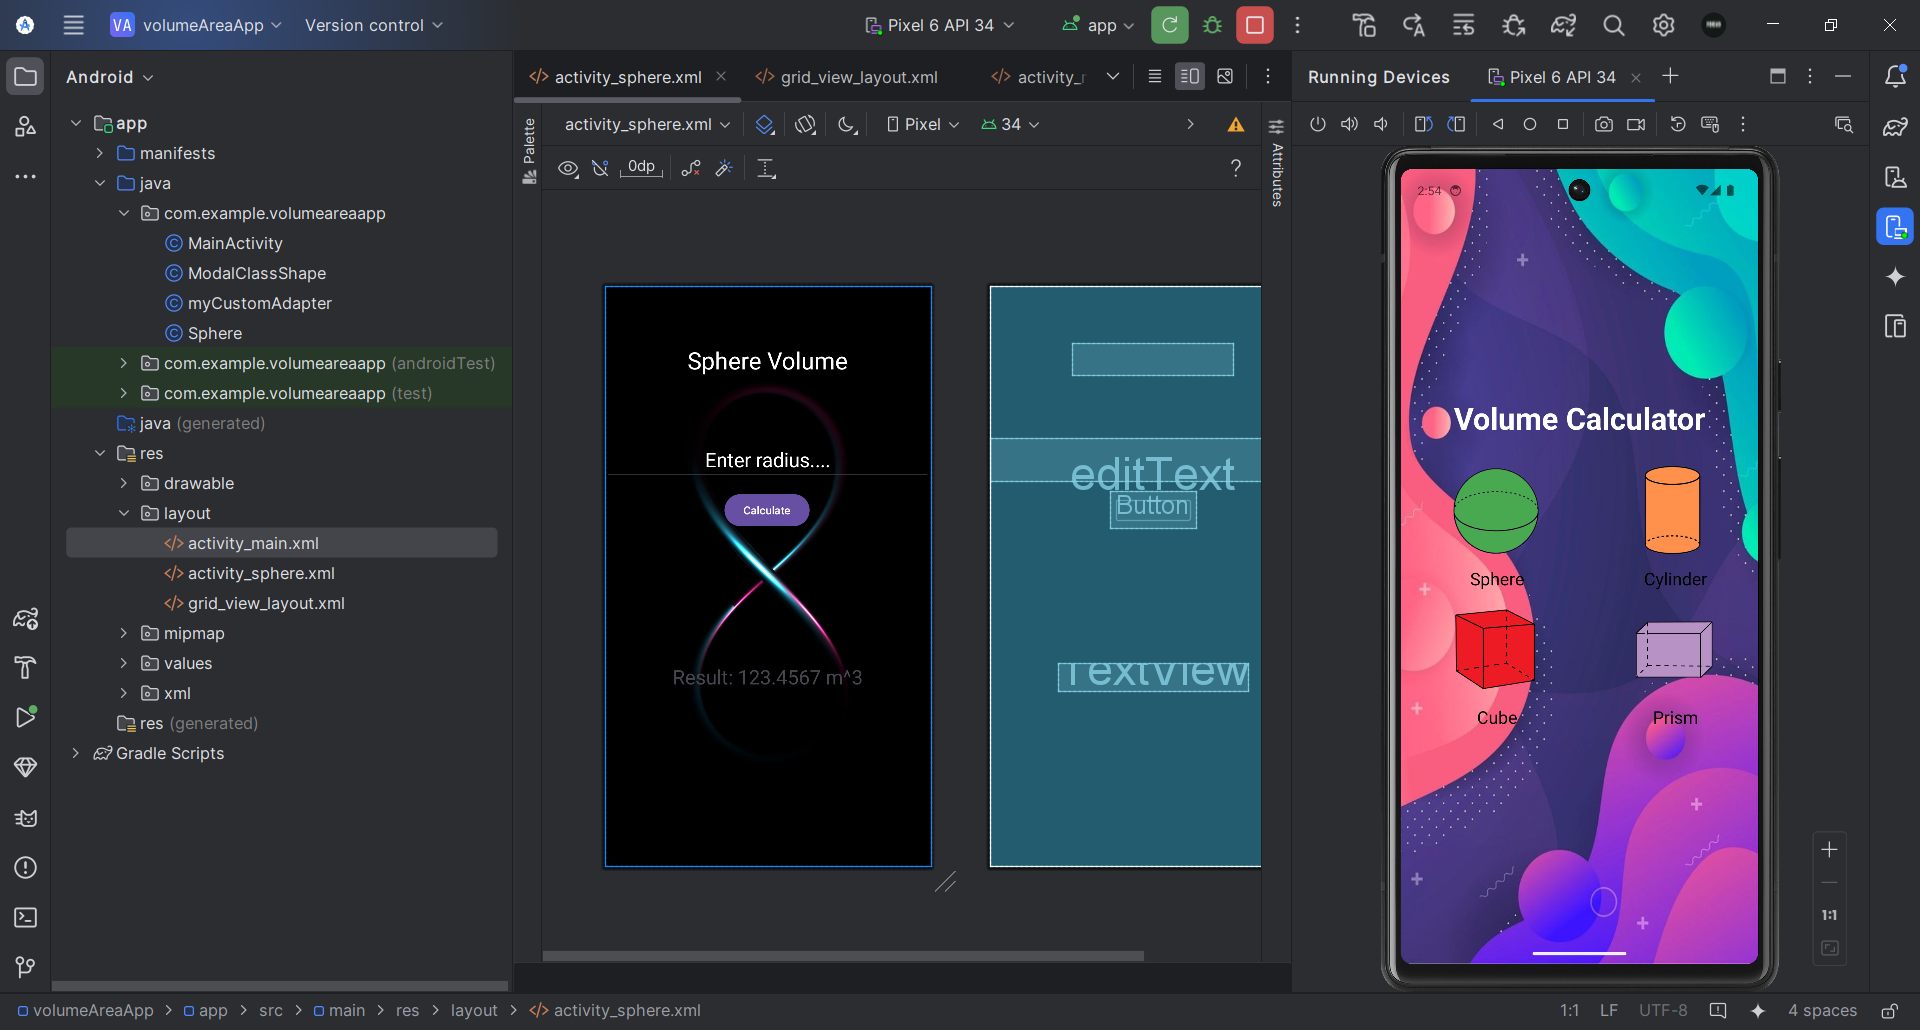 VA volumeAreaApp Version control Pixel 6 API 34 app
Android
app
manifests
java
com.example.volumeareaapp
MainActivity
ModalClassShape
myCustomAdapter
Sphere
com.example.volumeareaapp (androidTest)
com.example.volumeareaapp (test)
java (generated)
res
drawable
layout
activity_main.xml
activity_sphere.xml
grid_view_layout.xml
mipmap
values
xml
res (generated)
Gradle Scripts
activity_sphere.xml grid_view_layout.xml activity_
Palette
activity_sphere.xml Pixel 34
0dp
?
Attributes
Sphere Volume
Enter radius....
Calculate
Result: 123.4567 m^3
editText
Button
TextView
Running Devices Pixel 6 API 34
2:54
Volume Calculator
Sphere Cylinder
Cube Prism
1:1
volumeAreaApp > app > src > main > res > layout > activity_sphere.xml 1:1 LF UTF-8 4 spaces